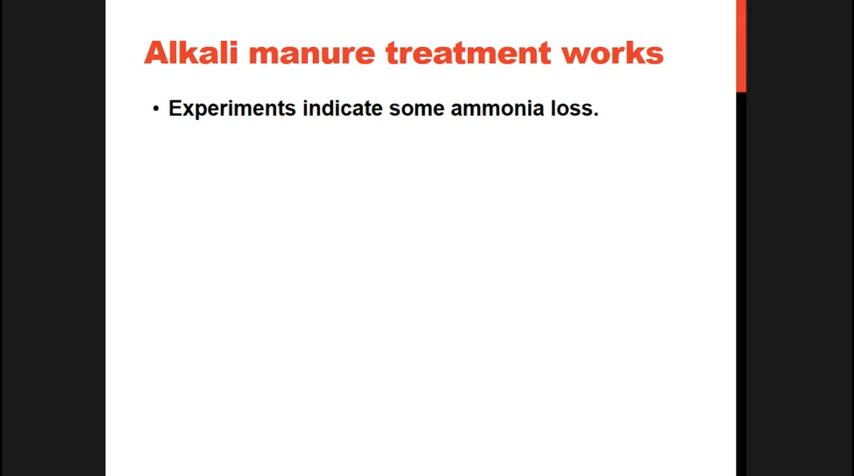 Alkali manure treatment works
• Experiments indicate some ammonia loss.